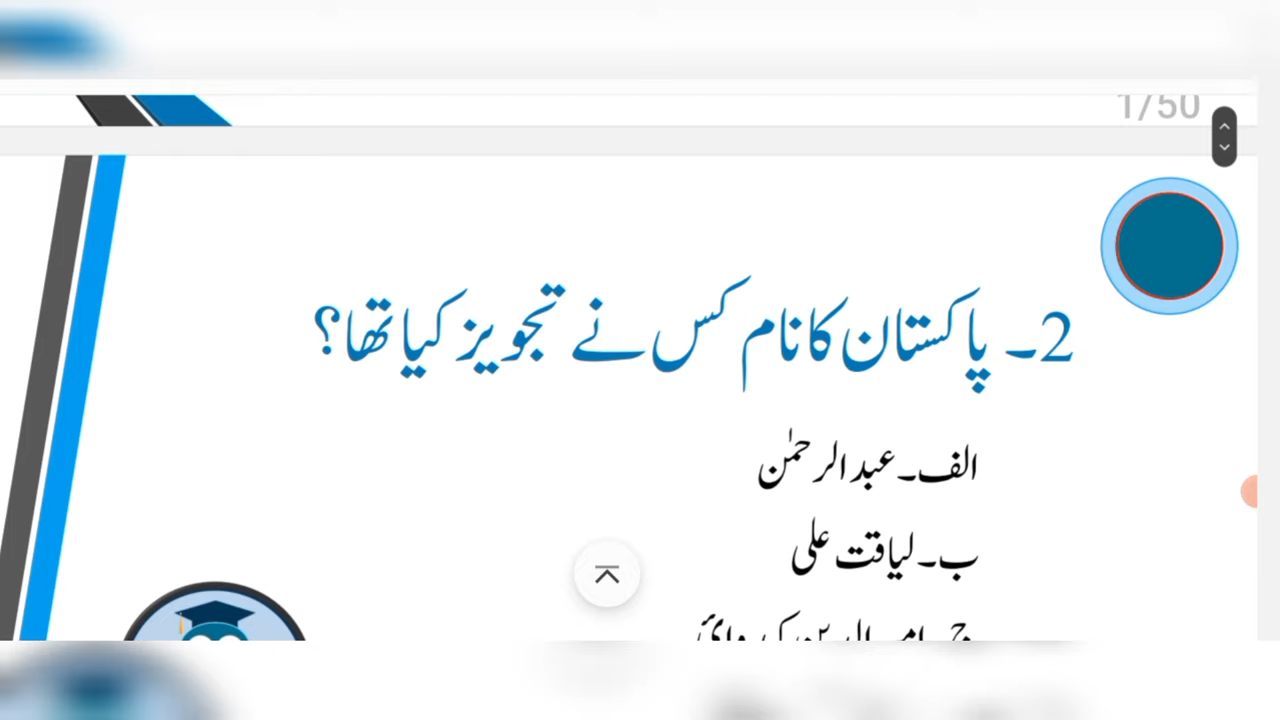 1/50
2۔ پاکستان کا نام کس نے تجویز کیا تھا؟
الف۔ عبدالرحمٰن
ب۔ لیاقت علی